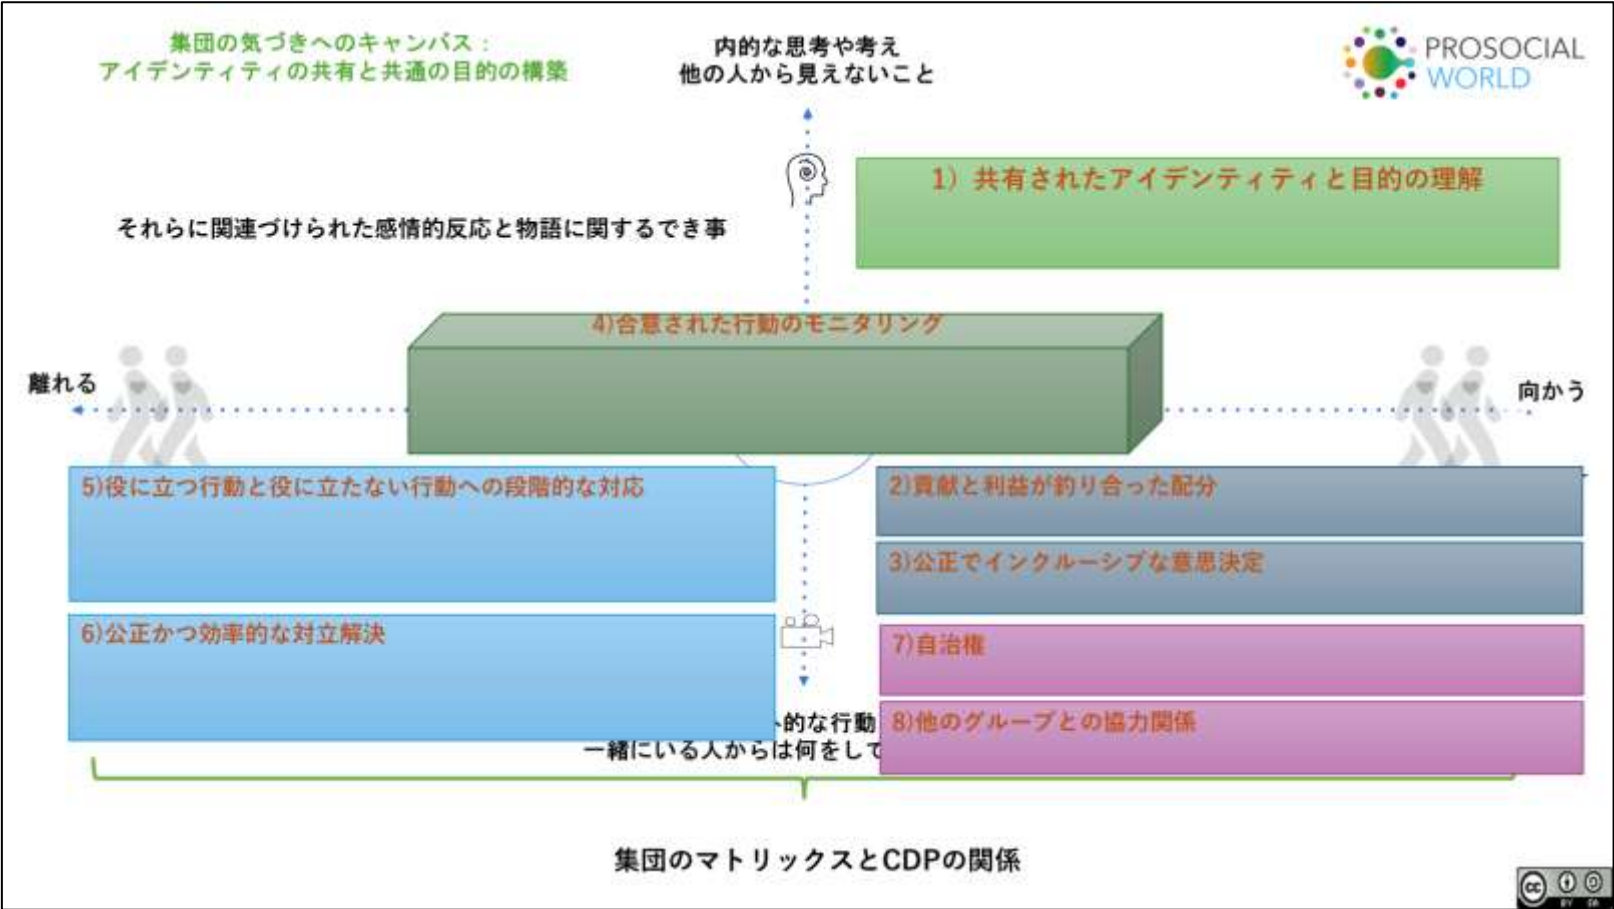 集団の気づきへのキャンバス：
アイデンティティの共有と共通の目的の構築
内的な思考や考え
他の人から見えないこと
PROSOCIAL
WORLD
1）共有されたアイデンティティと目的の理解
それらに関連づけられた感情的反応と物語に関するでき事
4)合意された行動のモニタリング
離れる
向かう
5)役に立つ行動と役に立たない行動への段階的な対応
2)貢献と利益が釣り合った配分
3)公正でインクルーシブな意思決定
6)公正かつ効率的な対立解決
7)自治権
的な行動
8)他のグループとの協力関係
一緒にいる人からは何をして
集団のマトリックスとCDPの関係
cc
BY SA